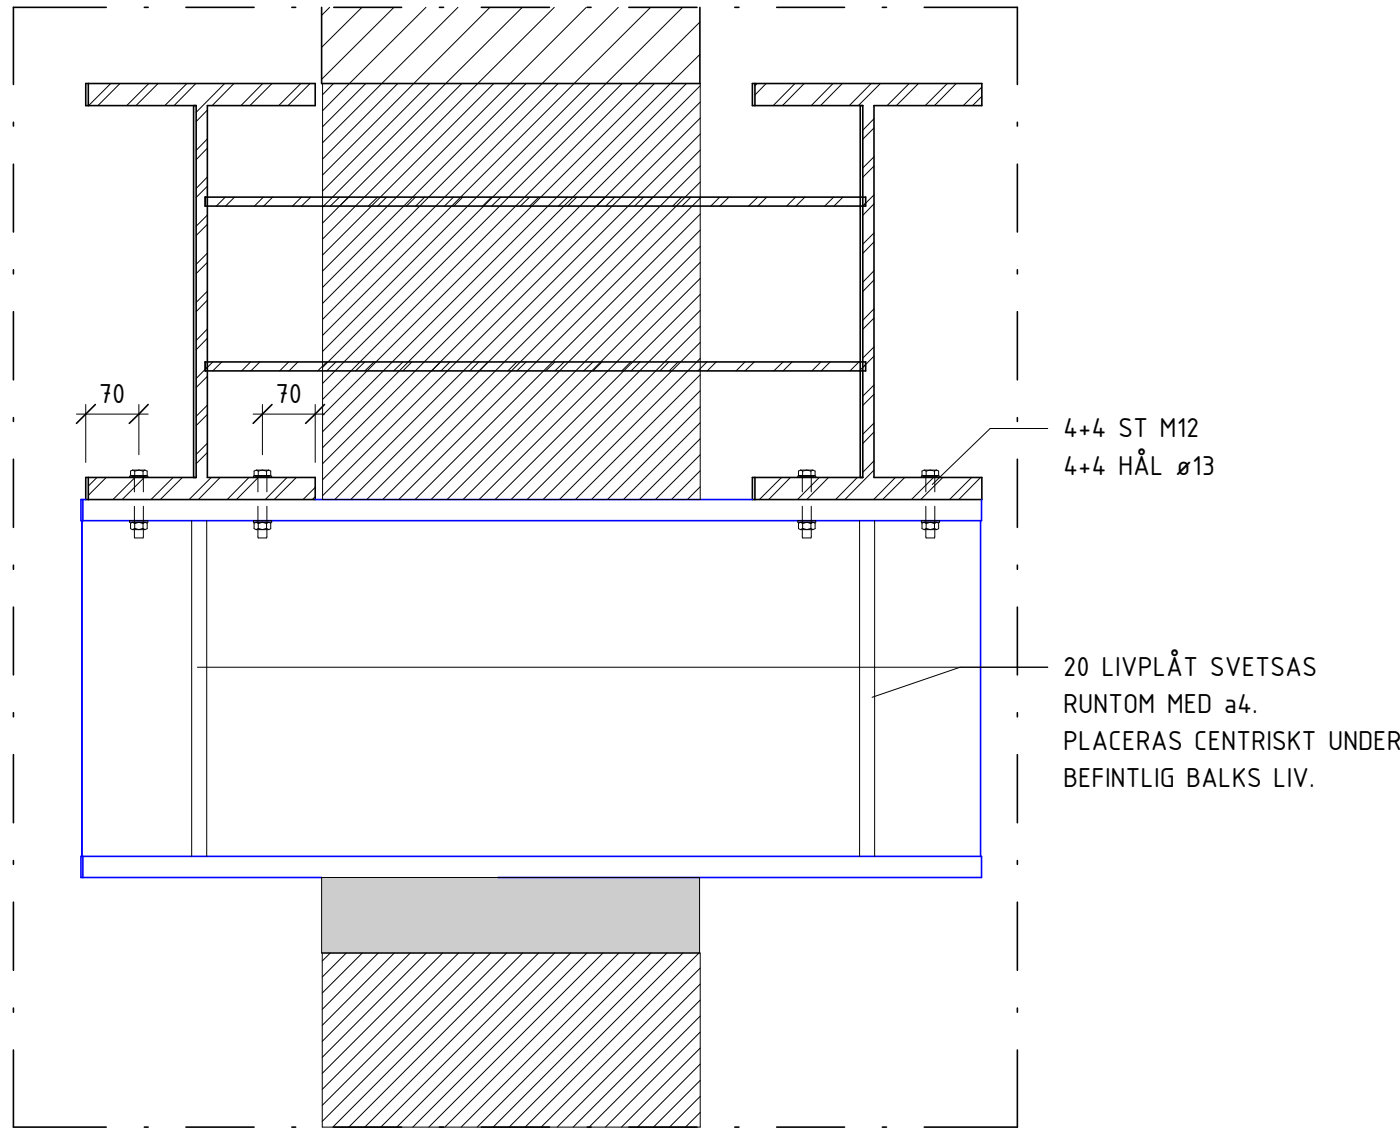 70
70
4+4 ST M12
4+4 HÅL ø13
20 LIVPLÅT SVETSAS
RUNTOM MED a4.
PLACERAS CENTRISKT UNDER
BEFINTLIG BALKS LIV.